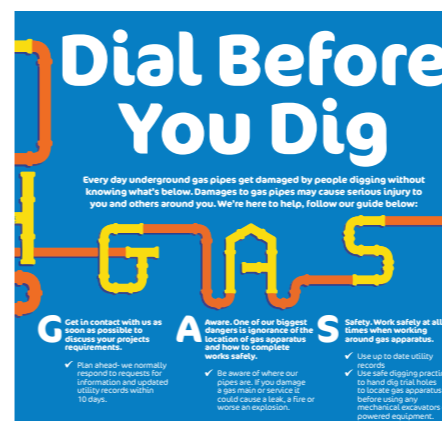 Dial Before
You Dig
Every day underground gas pipes get damaged by people digging without
knowing what's below. Damages to gas pipes may cause serious injury to
you and others around you. We're here to help, follow our guide below:
GAS
G Get in contact with us as
soon as possible to
discuss your projects
requirements.
✓ Plan ahead- we normally
respond to requests for
information and updated
utility records within
10 days.
A Aware. One of our biggest
dangers is ignorance of the
location of gas apparatus
and how to complete
works safely.
✓ Be aware of where our
pipes are. If you damage
a gas main or service it
could cause a leak, a fire or
worse an explosion.
S Safety. Work safely at all
times when working
around gas apparatus.
✓ Use up to date utility
records
✓ Use safe digging practic
to hand dig trial holes
to locate gas apparatus
before using any
mechanical excavators
powered equipment.